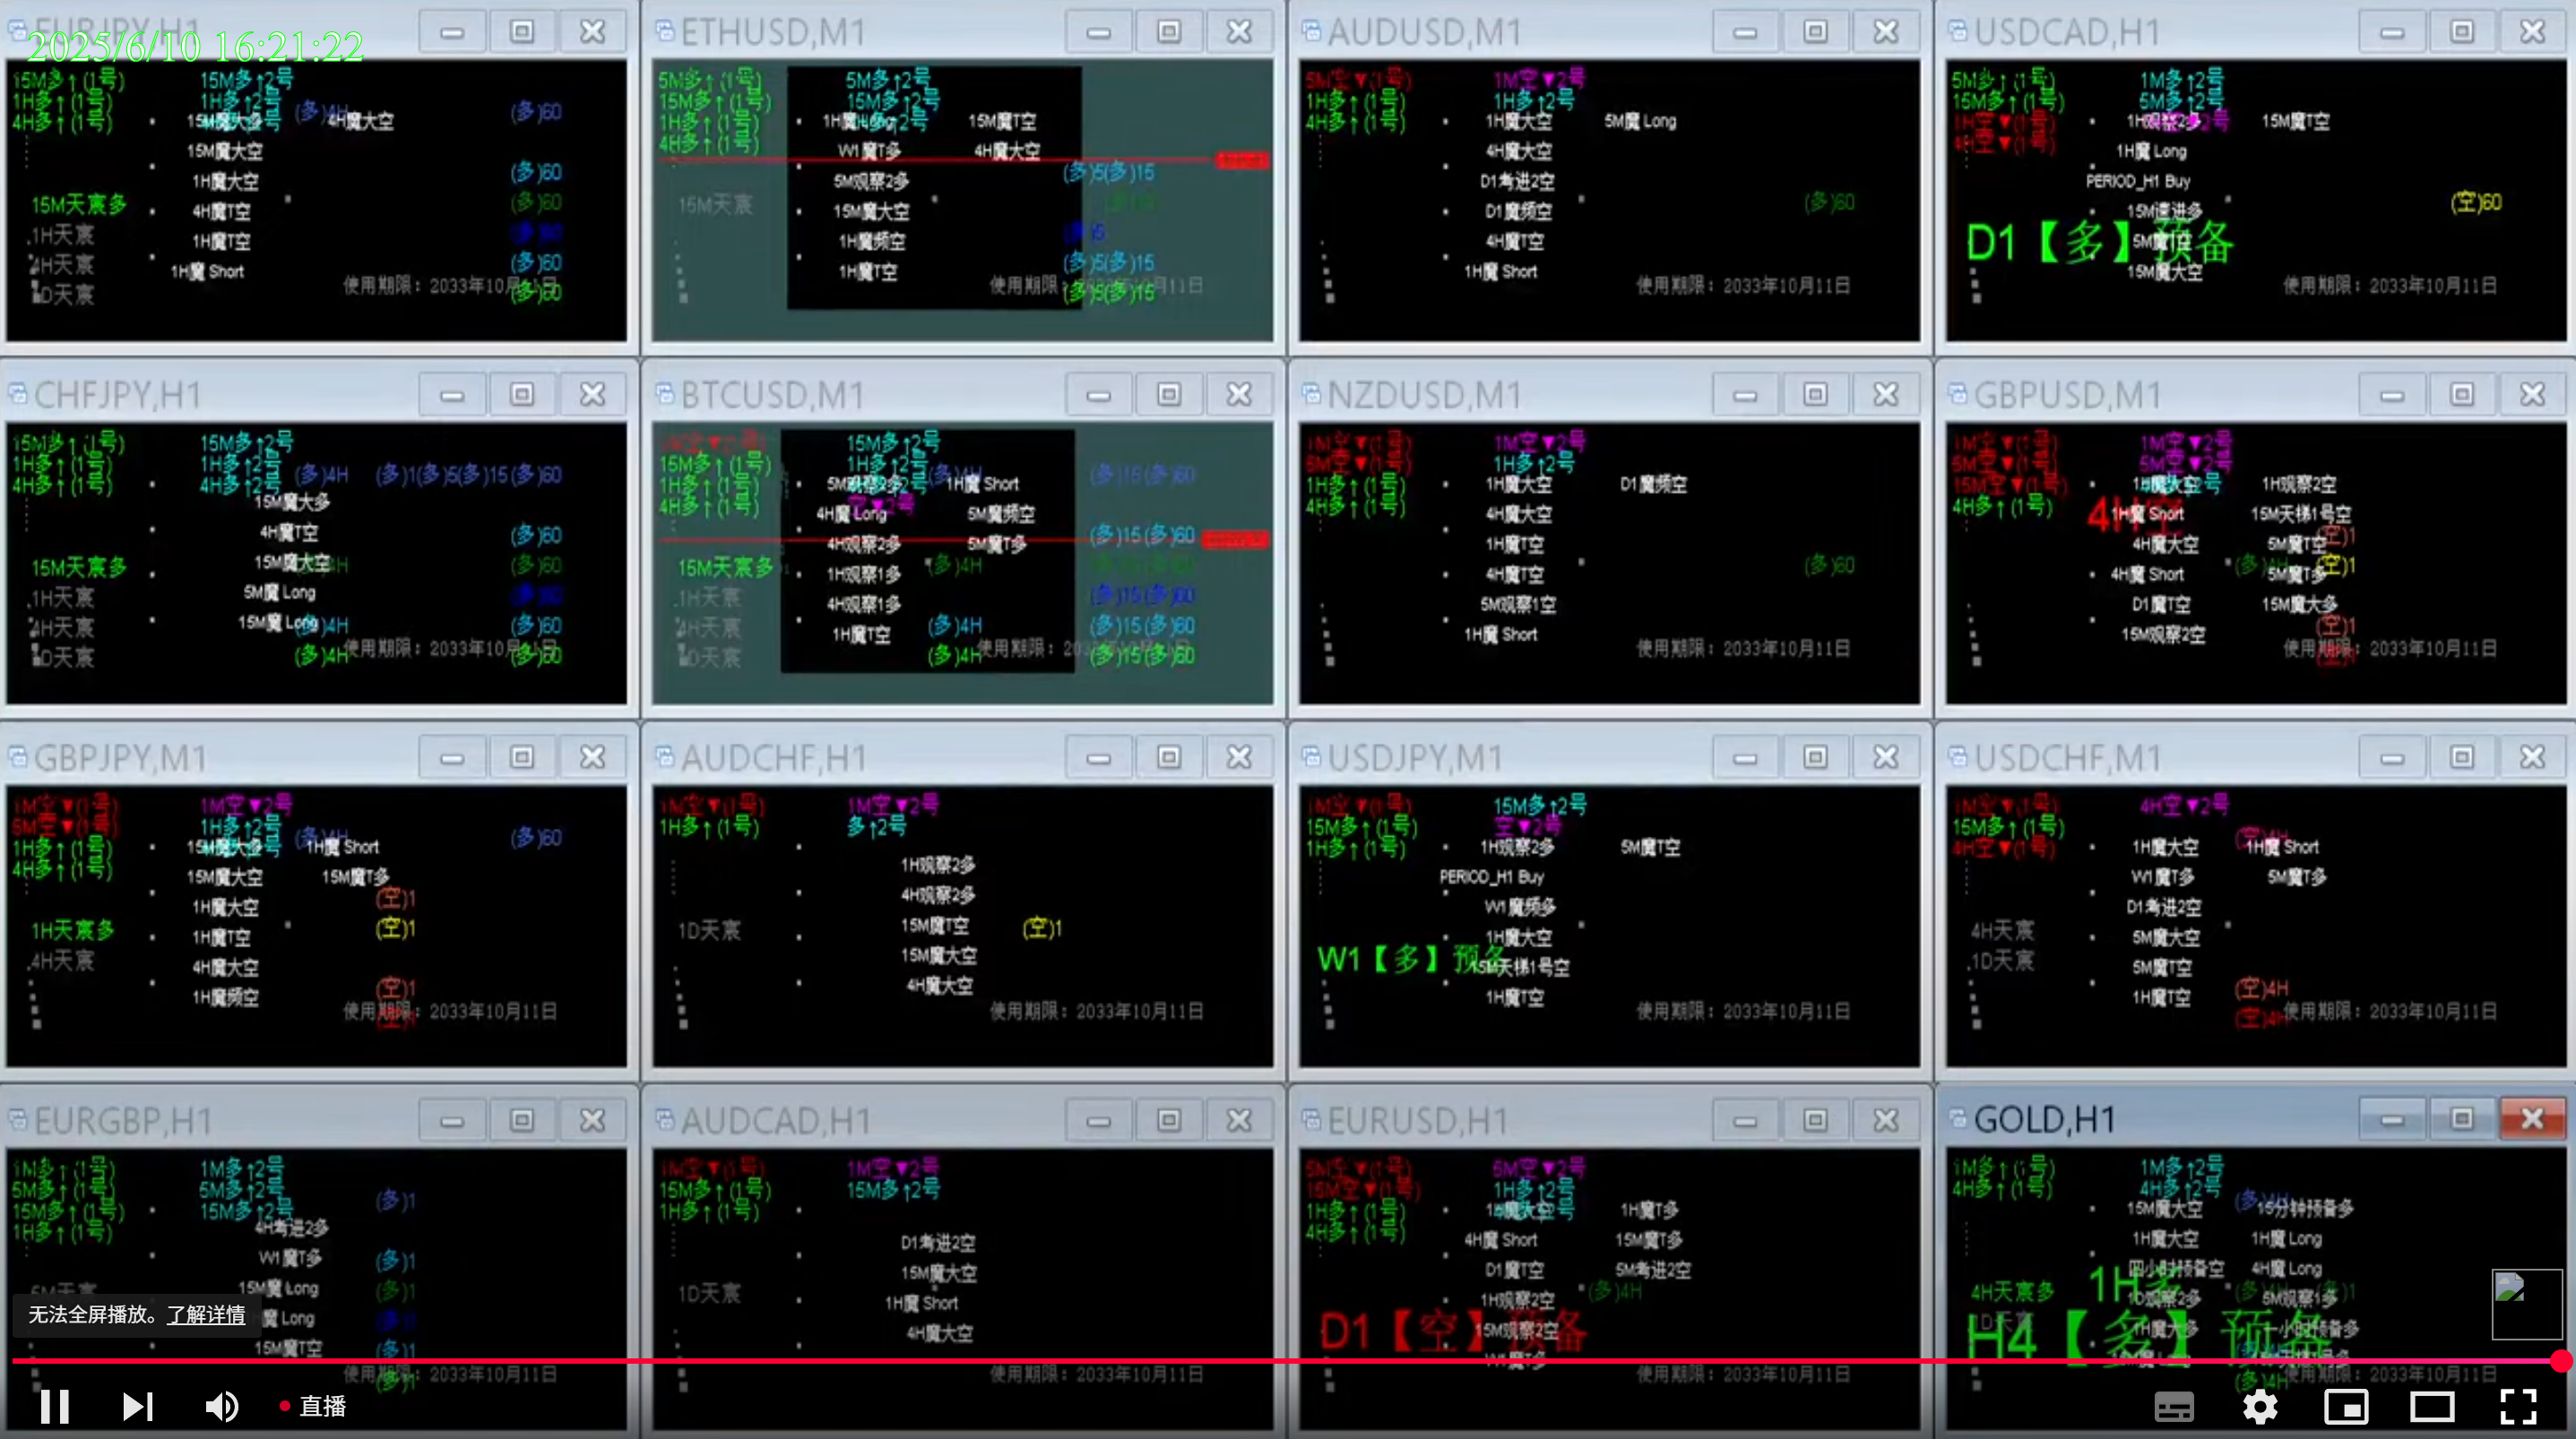 EURJPY,H1
2025/6/10 16:21:22
15M多↑(1号) 15M多↑2号
1H多↑(1号) 1H多↑2号 (多)4H (多)60
4H多↑(1号) 15M魔大多 4H魔大空
15M魔大空
1H魔大空 (多)60
15M天宸多 4H魔T空 (多)60
1H天宸 1H魔T空 (多)60
4H天宸 1H魔 Short (多)60
1D天宸 使用期限：2033年10月11日 (多)60
ETHUSD,M1
5M多↑(1号) 5M多↑2号
15M多↑(1号) 15M多↑2号
1H多↑(1号) 1H魔 Long 15M魔T空
4H多↑(1号) W1魔T多 4H魔大空
5M观察2多 (多)5(多)15
15M天宸 15M魔大空
1H魔频空
1H魔T空 (多)5(多)15
使用期限： (多)5(多)15
AUDUSD,M1
5M空▼(1号) 1M空▼2号
1H多↑(1号) 1H多↑2号
4H多↑(1号) 1H魔大空 5M魔 Long
4H魔大空
D1考进2空
D1魔频空 (多)60
4H魔T空
1H魔 Short
使用期限：2033年10月11日
USDCAD,H1
5M多↑(1号) 1M多↑2号
15M多↑(1号) 5M多↑2号
1H空▼(1号) 1H观察2多 15M魔T空
4H空▼(1号) 1H魔 Long
PERIOD_H1 Buy
15M速进多 (空)60
D1【多】预备 5M魔T空
15M魔大空
使用期限：2033年10月11日
CHFJPY,H1
15M多↑(1号) 15M多↑2号
1H多↑(1号) 1H多↑2号 (多)4H (多)1(多)5(多)15(多)60
4H多↑(1号) 4H多↑2号
15M魔大多
4H魔T空 (多)60
15M天宸多 15M魔大空 (多)60
1H天宸 5M魔 Long (多)60
4H天宸 15M魔 Long (多)4H (多)60
1D天宸 (多)4H 使用期限：2033年10月11日 (多)60
BTCUSD,M1
15M多↑2号
15M多↑(1号) 1H多↑2号 (多)4H (多)15(多)60
1H多↑(1号) 5M观察2多 1H魔 Short
4H多↑(1号) 空▼2号
4H魔 Long 5M魔频空
4H观察2多 5M魔T多 (多)15(多)60
15M天宸多 1H观察1多 (多)4H
1H天宸 4H观察1多 (多)15(多)60
4H天宸 1H魔T空 (多)4H (多)15(多)60
1D天宸 (多)4H 使用期限： (多)15(多)60
NZDUSD,M1
1M空▼(1号) 1M空▼2号
5M空▼(1号) 1H多↑2号
1H多↑(1号) 1H魔大空 D1魔频空
4H多↑(1号) 4H魔大空
1H魔T空
4H魔T空 (多)60
5M观察1空
1H魔 Short
使用期限：2033年10月11日
GBPUSD,M1
1M空▼(1号) 1M空▼2号
5M空▼(1号) 5M空▼2号
15M空▼(1号) 1H魔大空 1H观察2空
4H多↑(1号) 1H魔 Short 15M天梯1号空
4H魔大空 5M魔T空 (空)1
4H魔 Short 5M魔T多 (空)1
D1魔T空 15M魔大多
15M观察2空 (空)1
使用期限：2033年10月11日
GBPJPY,M1
1M空▼(1号) 1M空▼2号
5M空▼(1号) 1H多↑2号 (多)4H (多)60
1H多↑(1号) 15M魔大多 1H魔 Short
4H多↑(1号) 15M魔大空 15M魔T多
1H魔大空 (空)1
1H天宸多 1H魔T空 (空)1
4H天宸 4H魔大空
1H魔频空 (空)1
使用期限：2033年10月11日
AUDCHF,H1
1M空▼(1号) 1M空▼2号
1H多↑(1号) 多↑2号
1H观察2多
4H观察2多
1D天宸 15M魔T空 (空)1
15M魔大空
4H魔大空
使用期限：2033年10月11日
USDJPY,M1
1M空▼(1号) 15M多↑2号
15M多↑(1号) 空▼2号
1H多↑(1号) 1H观察2多 5M魔T空
PERIOD_H1 Buy
W1魔频多
1H魔大空
W1【多】预备 15M天梯1号空
1H魔T空
使用期限：2033年10月11日
USDCHF,M1
1M空▼(1号) 4H空▼2号
15M多↑(1号) (空)4H
4H空▼(1号) 1H魔大空 1H魔 Short
W1魔T多 5M魔T多
D1考进2空
4H天宸 5M魔大空
1D天宸 5M魔T空
1H魔T空 (空)4H
(空)4H 使用期限：2033年10月11日
EURGBP,H1
1M多↑(1号) 1M多↑2号
5M多↑(1号) 5M多↑2号 (多)1
15M多↑(1号) 15M多↑2号
1H多↑(1号) 4H考进2多
W1魔T多 (多)1
5M天宸 15M魔 Long (多)1
魔 Long
15M魔T空 (多)1
使用期限：2033年10月11日
AUDCAD,H1
1M空▼(1号) 1M空▼2号
15M多↑(1号) 15M多↑2号
1H多↑(1号)
D1考进2空
15M魔大空
1D天宸 1H魔 Short
4H魔大空
使用期限：2033年10月11日
EURUSD,H1
5M空▼(1号) 5M空▼2号
15M空▼(1号) 1H多↑2号
1H多↑(1号) 1H魔T多
4H多↑(1号) 4H魔 Short 15M魔T多
D1魔T空 5M考进2空
1H观察2空 (多)4H
D1【空】预备 15M观察2空
W1魔T多
使用期限：2033年10月11日
GOLD,H1
1M多↑(1号) 1M多↑2号
4H多↑(1号) 4H多↑2号
15M魔大空 15分钟预备多
1H魔大空 1H魔 Long
四小时预备空 4H魔 Long
4H天宸多 1H多 1D观察2多 5M观察1多
1D天宸 1H魔大多 一小时预备多
H4【多】预备
(多)4H 使用期限：2033年10月11日
无法全屏播放。了解详情
直播